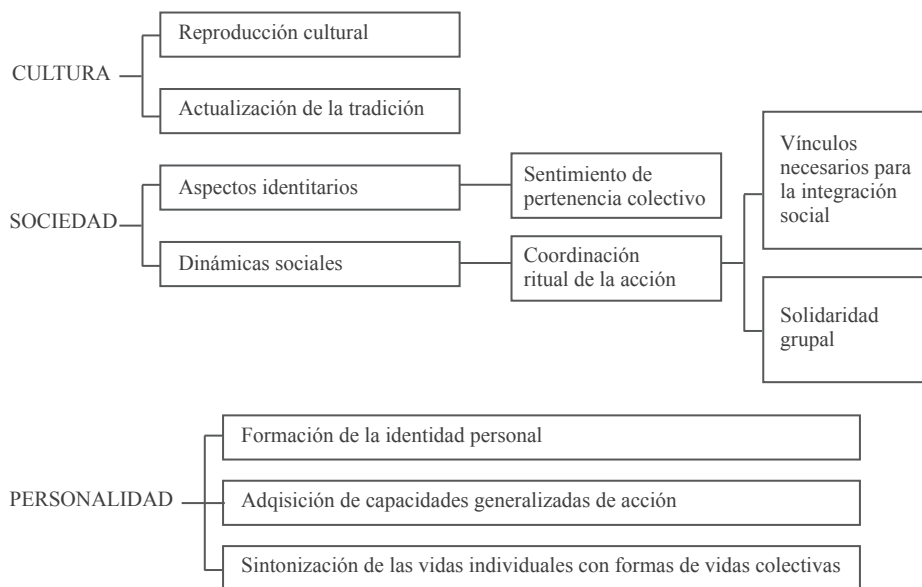 CULTURA
Reproducción cultural
Actualización de la tradición
SOCIEDAD
Aspectos identitarios
Sentimiento de
pertenencia colectivo
Dinámicas sociales
Coordinación
ritual de la acción
Vínculos
necesarios para
la integración
social
Solidaridad
grupal
PERSONALIDAD
Formación de la identidad personal
Adqisición de capacidades generalizadas de acción
Sintonización de las vidas individuales con formas de vidas colectivas